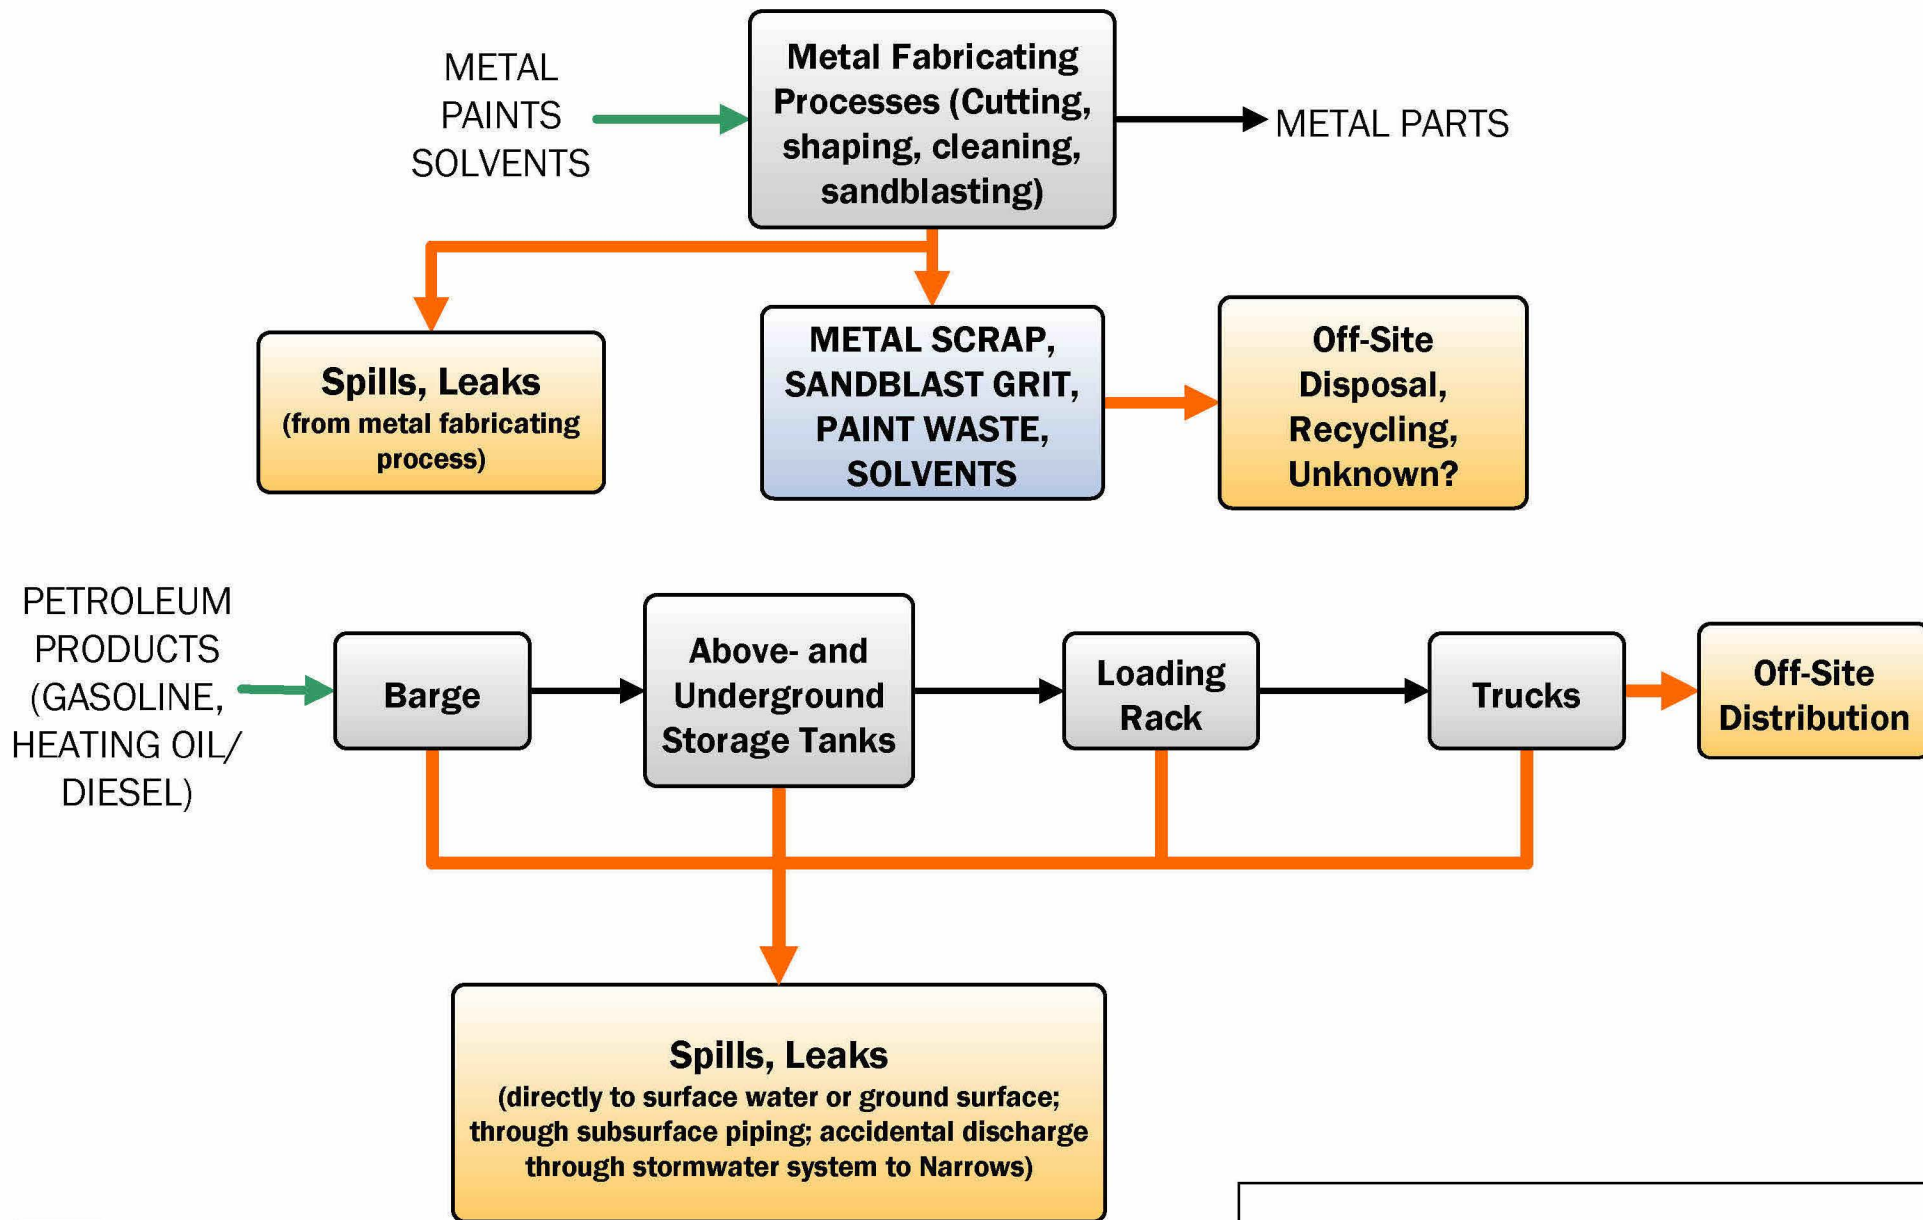 METAL
PAINTS
SOLVENTS
Metal Fabricating
Processes (Cutting,
shaping, cleaning,
sandblasting)
METAL PARTS
Spills, Leaks
(from metal fabricating
process)
METAL SCRAP,
SANDBLAST GRIT,
PAINT WASTE,
SOLVENTS
Off-Site
Disposal,
Recycling,
Unknown?
PETROLEUM
PRODUCTS
(GASOLINE,
HEATING OIL/
DIESEL)
Barge
Above- and
Underground
Storage Tanks
Loading
Rack
Trucks
Off-Site
Distribution
Spills, Leaks
(directly to surface water or ground surface;
through subsurface piping; accidental discharge
through stormwater system to Narrows)